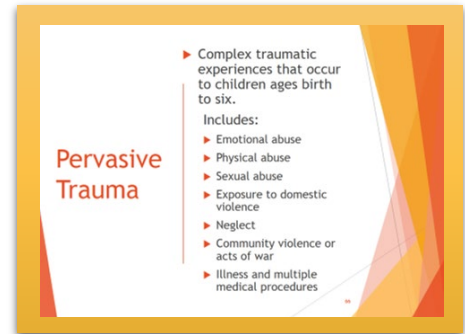 Pervasive
Trauma
Complex traumatic
experiences that occur
to children ages birth
to six.
Includes:
Emotional abuse
Physical abuse
Sexual abuse
Exposure to domestic
violence
Neglect
Community violence or
acts of war
Illness and multiple
medical procedures